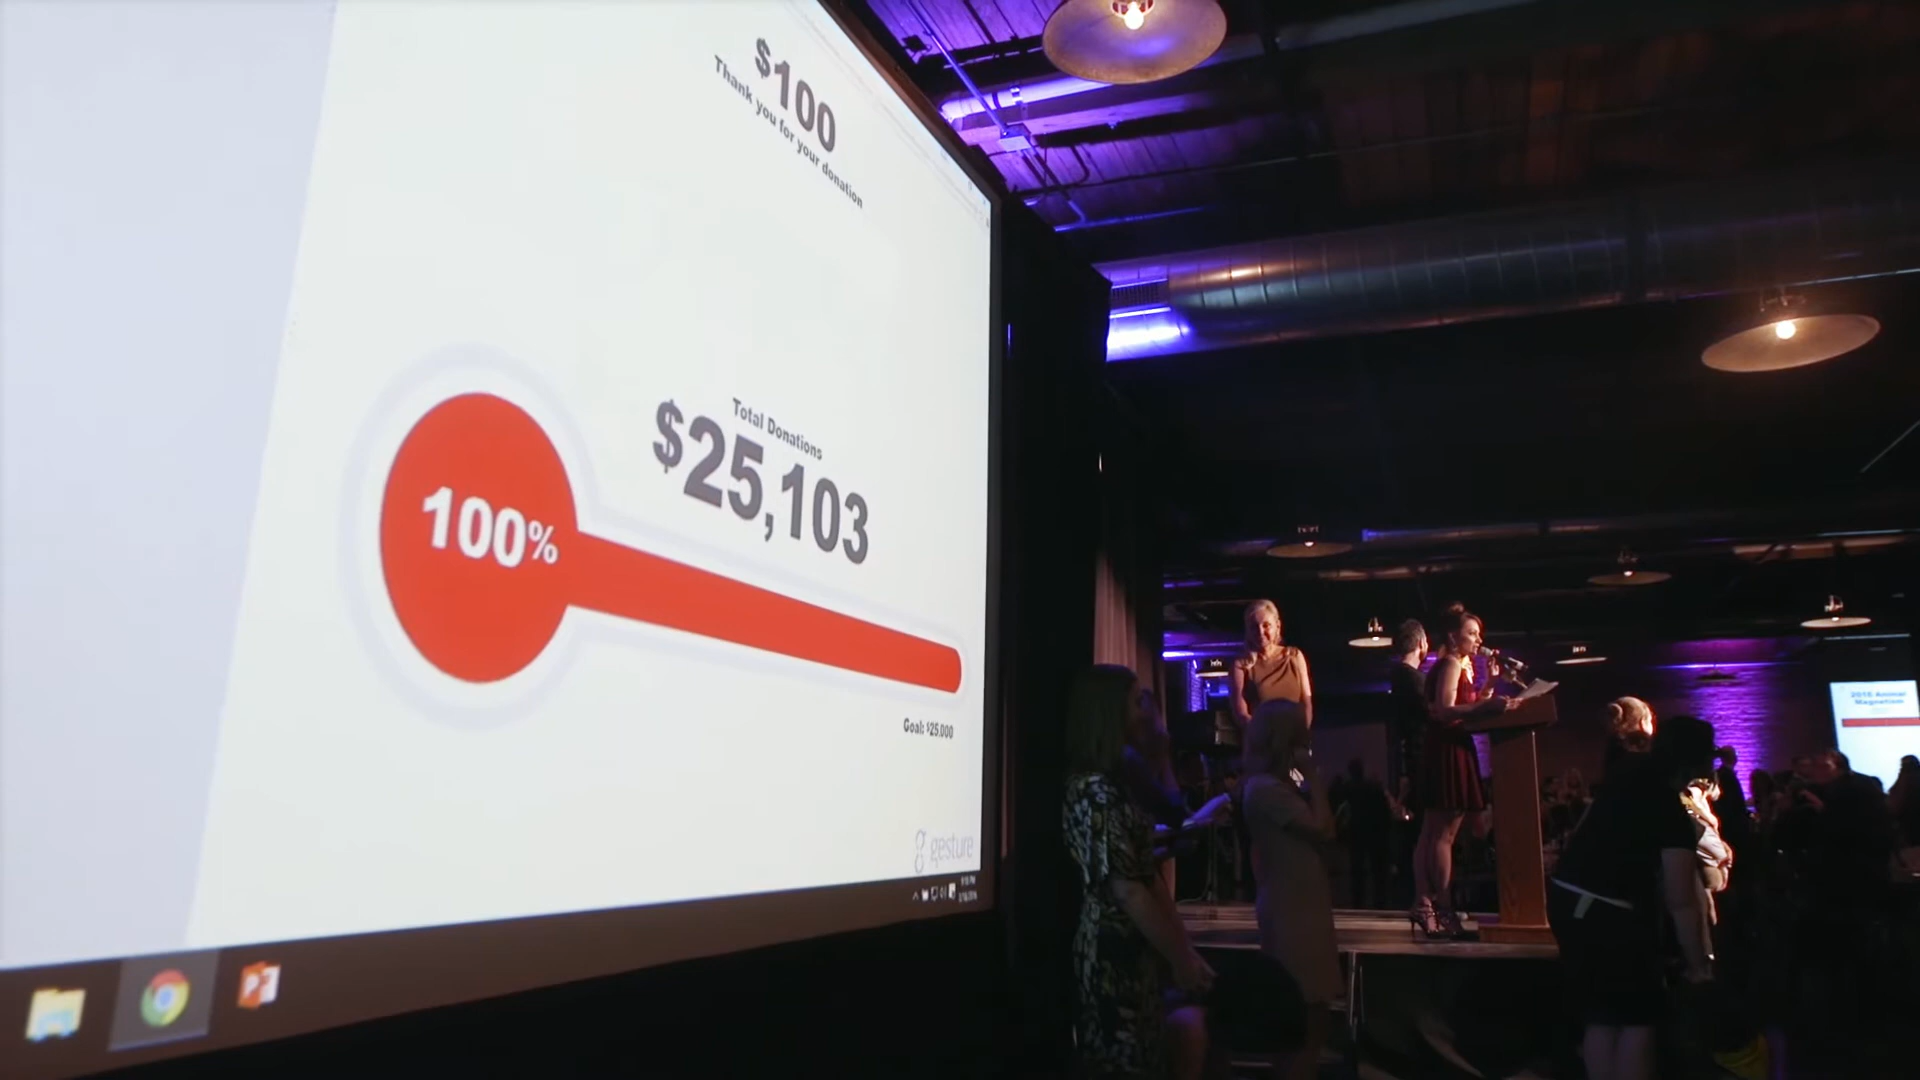 $100
Thank you for your donation
Total Donations
$25,103
100%
Goal: $25,000
gesture
2016 Animal
Magnetism